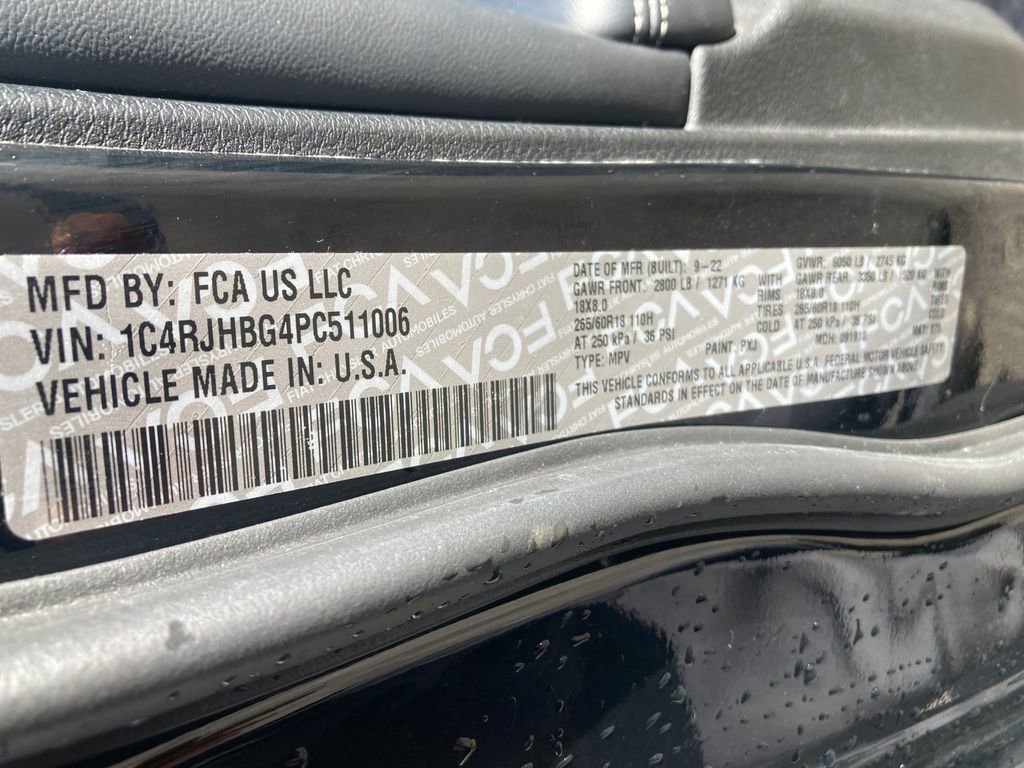 MFD BY: FCA US LLC
VIN: 1C4RJHBG4PC511006
VEHICLE MADE IN: U.S.A.
DATE OF MFR (BUILT): 9-22
GAWR FRONT: 2800 LB / 1271 KG WITH
18X8.0 RIMS
265/60R18 110H TIRES
AT 250 kPa / 36 PSI COLD
TYPE: MPV PAINT: PXJ
GVWR: 6050 LB / 2745 KG
GAWR REAR: 3350 LB / 1520 KG WITH
18X8.0 RIMS
265/60R18 110H TIRES
AT 250 kPa / 36 PSI COLD
MDH: 091910
THIS VEHICLE CONFORMS TO ALL APPLICABLE U.S.A. FEDERAL MOTOR VEHICLE SAFETY
STANDARDS IN EFFECT ON THE DATE OF MANUFACTURE SHOWN ABOVE